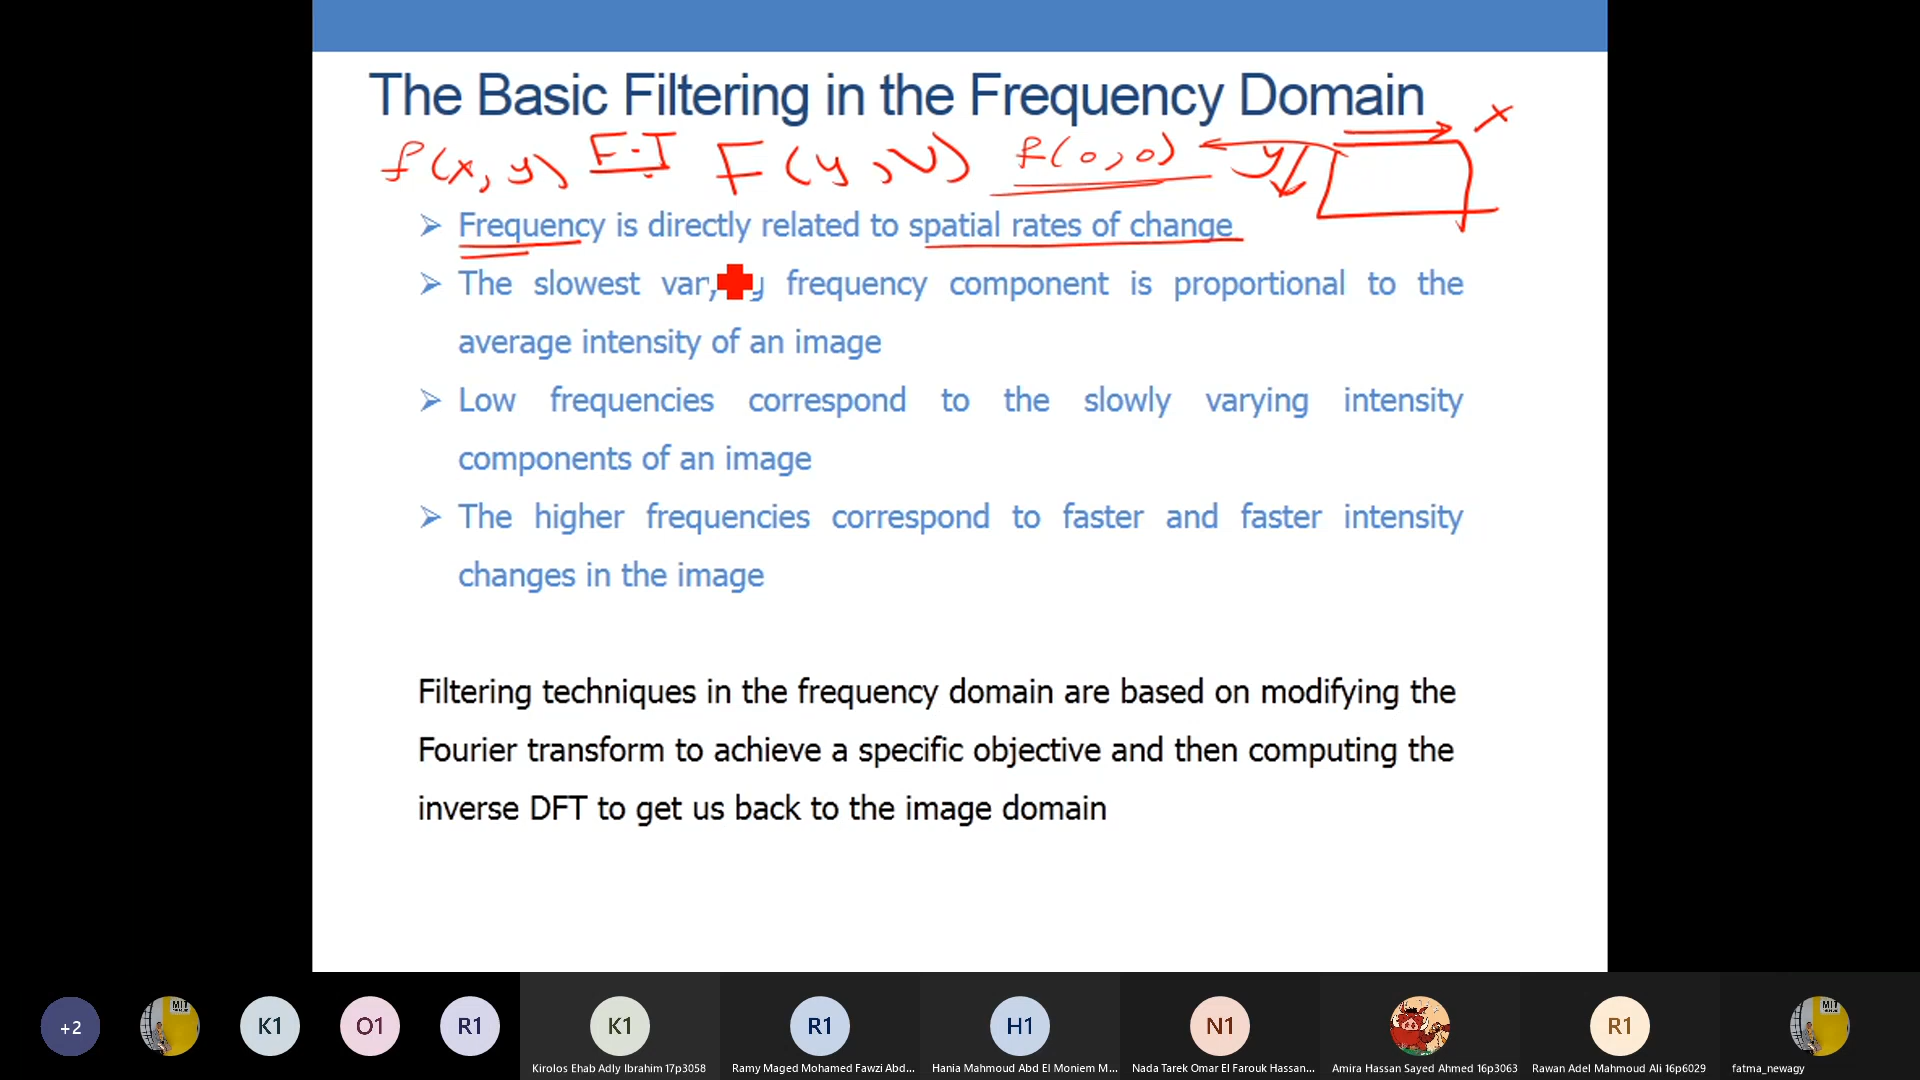 The Basic Filtering in the Frequency Domain
x
f(x, y) F.T F(y, v) f(0, 0) y
Frequency is directly related to spatial rates of change
The slowest frequency component is proportional to the
average intensity of an image
Low frequencies correspond to the slowly varying intensity
components of an image
The higher frequencies correspond to faster and faster intensity
changes in the image
Filtering techniques in the frequency domain are based on modifying the
Fourier transform to achieve a specific objective and then computing the
inverse DFT to get us back to the image domain
+2 MIT K1 O1 R1 K1 R1 H1 N1 R1
Kirolos Ehab Adly Ibrahim 17p3058 Ramy Maged Mohamed Fawzi Abd... Hania Mahmoud Abd El Moniem M... Nada Tarek Omar El Farouk Hassan... Amira Hassan Sayed Ahmed 16p3063 Rawan Adel Mahmoud Ali 16p6029 fatma_newagy